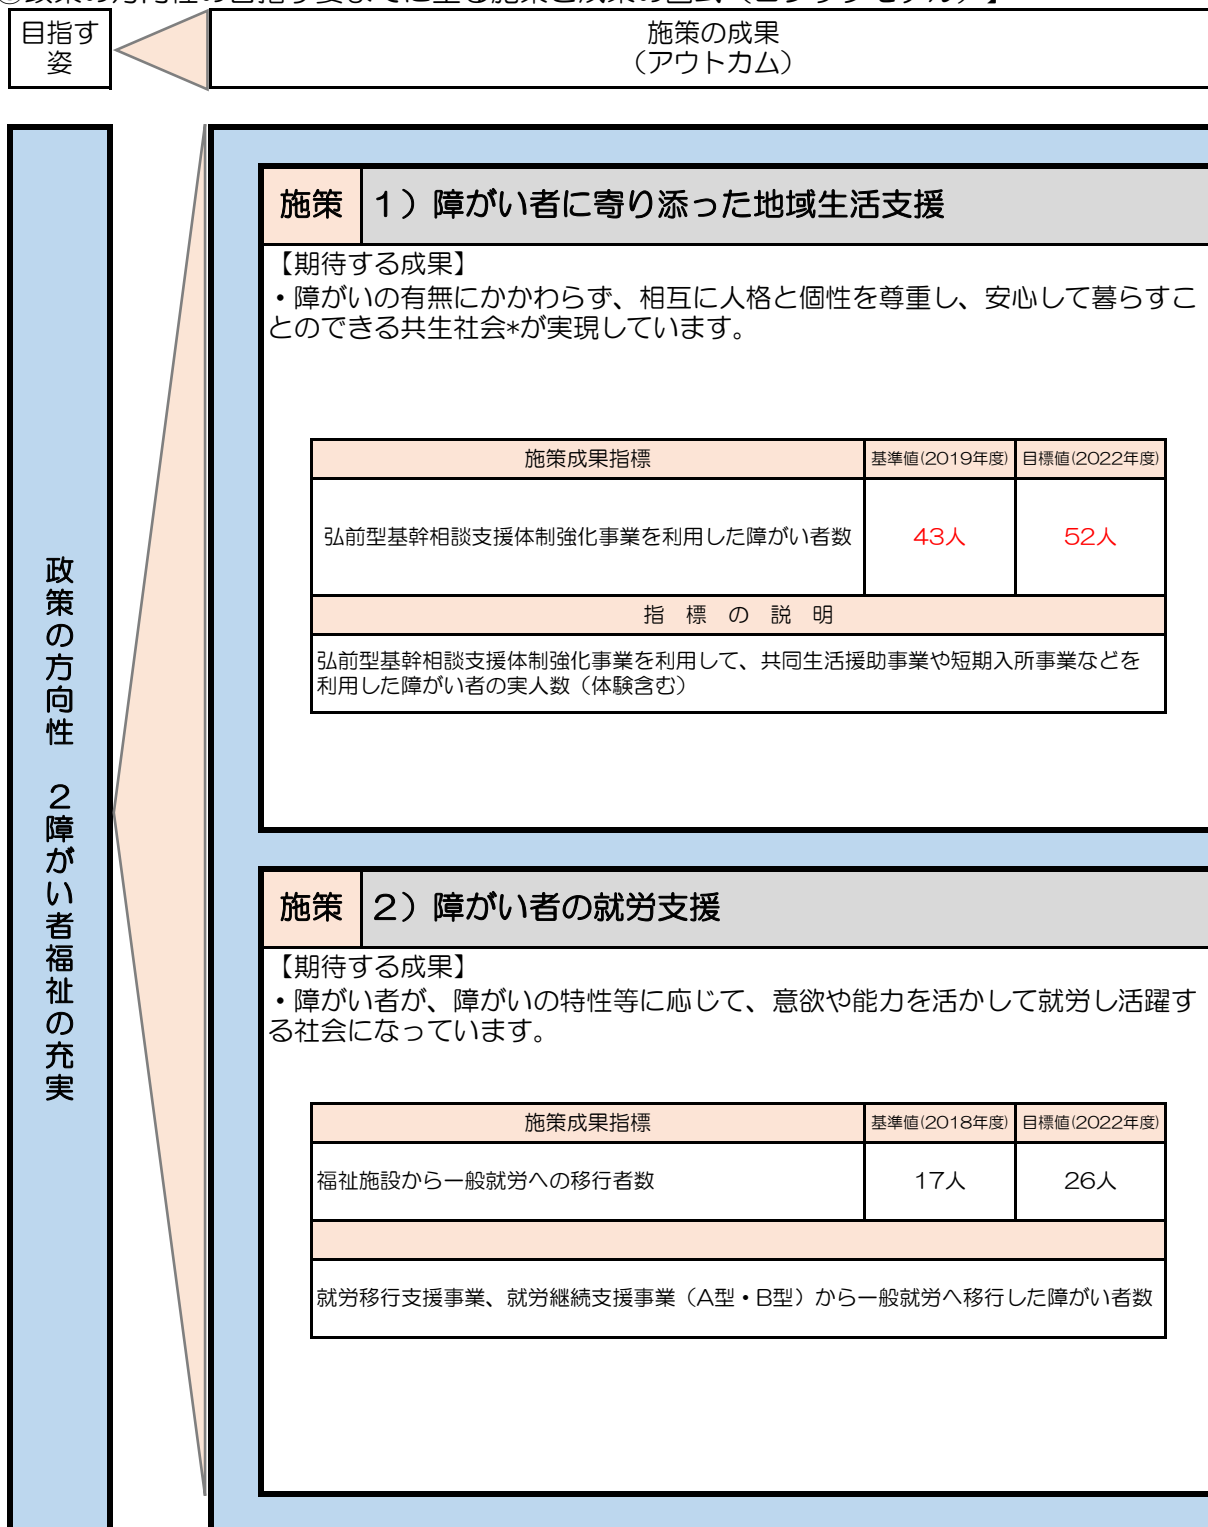 目指す
姿
施策の成果
（アウトカム）
政策の方向性　２障がい者福祉の充実
施策
１）障がい者に寄り添った地域生活支援
【期待する成果】
・障がいの有無にかかわらず、相互に人格と個性を尊重し、安心して暮らすこ
とのできる共生社会*が実現しています。
施策成果指標
基準値(2019年度)
目標値(2022年度)
弘前型基幹相談支援体制強化事業を利用した障がい者数
43人
52人
指　標　の　説　明
弘前型基幹相談支援体制強化事業を利用して、共同生活援助事業や短期入所事業などを
利用した障がい者の実人数（体験含む）
施策
２）障がい者の就労支援
【期待する成果】
・障がい者が、障がいの特性等に応じて、意欲や能力を活かして就労し活躍す
る社会になっています。
施策成果指標
基準値(2018年度)
目標値(2022年度)
福祉施設から一般就労への移行者数
17人
26人
就労移行支援事業、就労継続支援事業（A型・B型）から一般就労へ移行した障がい者数